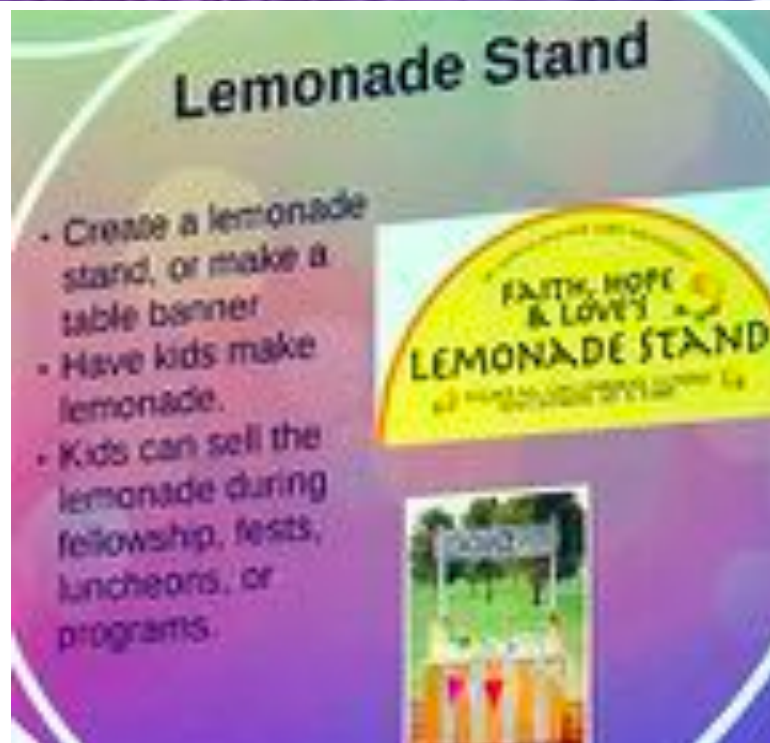 Lemonade Stand
• Create a lemonade
stand, or make a
table banner
• Have kids make
lemonade.
• Kids can sell the
lemonade during
fellowship, fests,
luncheons, or
programs.
FAITH, HOPE
& LOVE'S
LEMONADE STAND